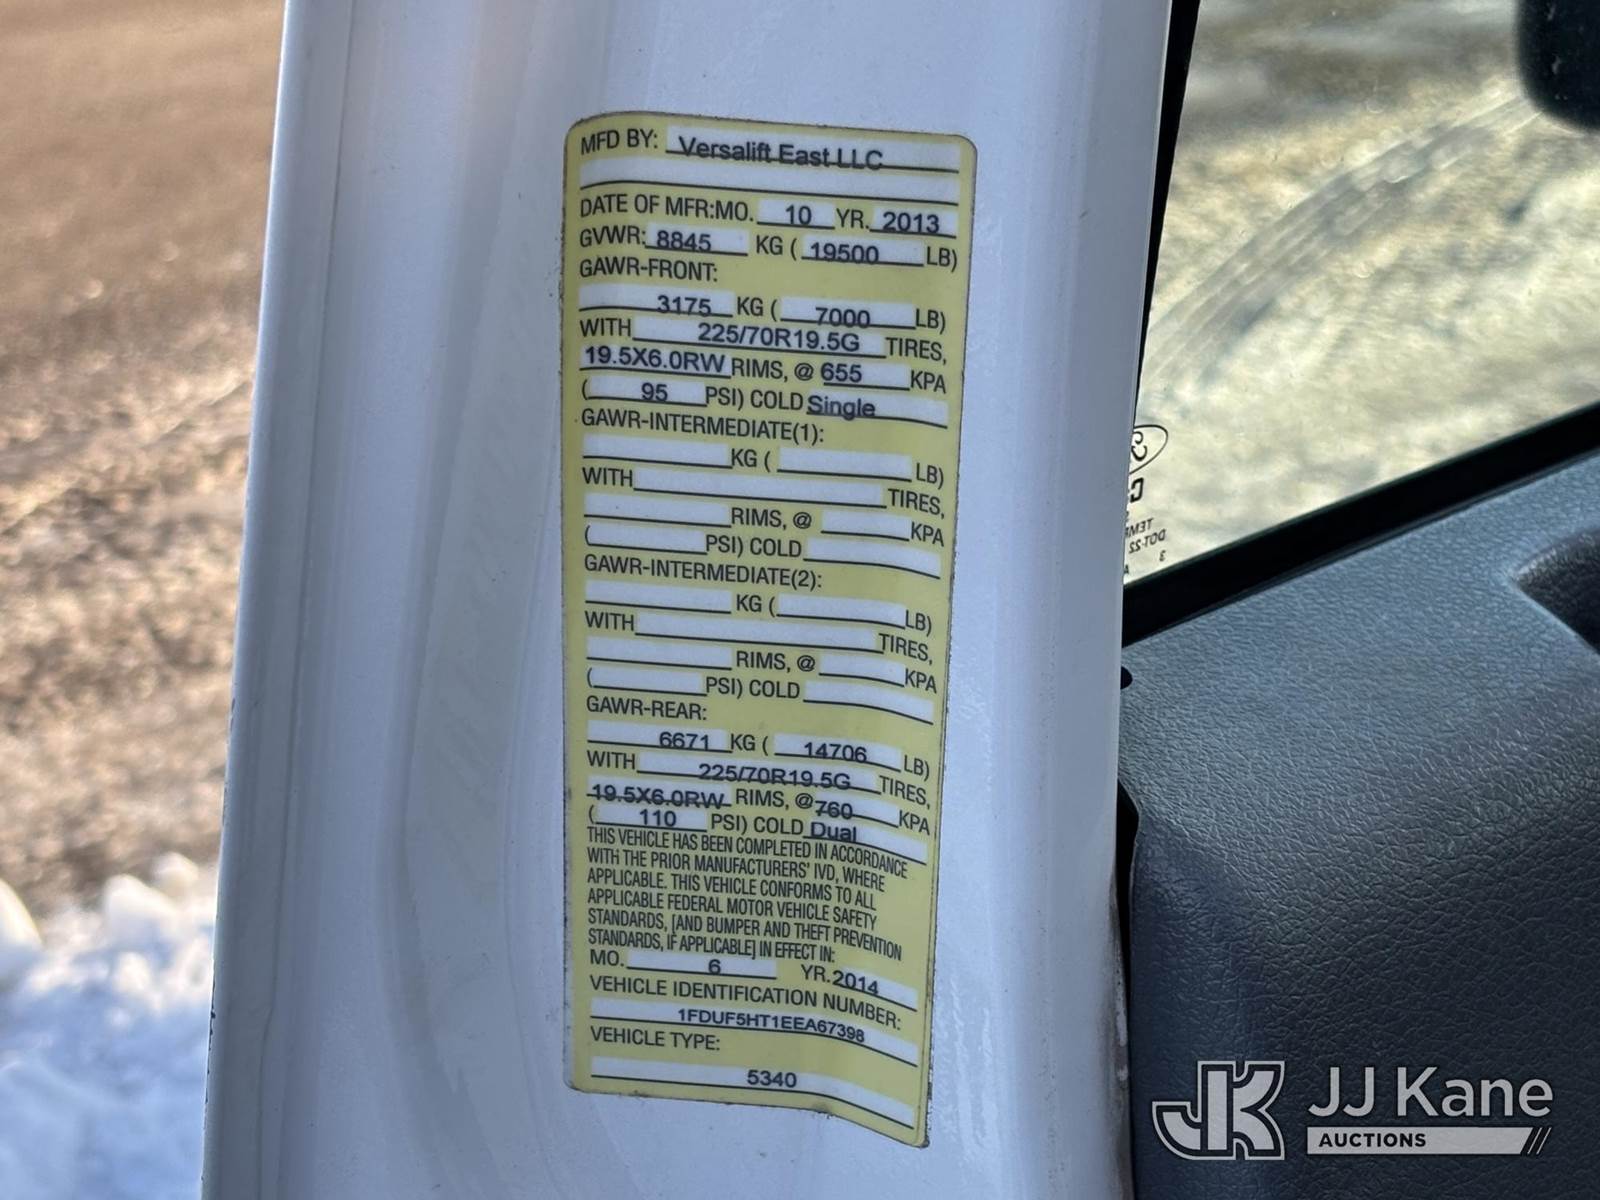 MFD BY: Versalift East LLC
DATE OF MFR:MO. 10 YR. 2013
GVWR: 8845 KG ( 19500 LB)
GAWR-FRONT:
3175 KG ( 7000 LB)
WITH 225/70R19.5G TIRES,
19.5X6.0RW RIMS, @ 655 KPA
( 95 PSI) COLD Single
GAWR-INTERMEDIATE(1):
KG ( LB)
WITH TIRES,
RIMS, @ KPA
( PSI) COLD
GAWR-INTERMEDIATE(2):
KG ( LB)
WITH TIRES,
RIMS, @ KPA
( PSI) COLD
GAWR-REAR:
6671 KG ( 14706 LB)
WITH 225/70R19.5G TIRES,
19.5X6.0RW RIMS, @ 760 KPA
( 110 PSI) COLD Dual
THIS VEHICLE HAS BEEN COMPLETED IN ACCORDANCE
WITH THE PRIOR MANUFACTURERS' IVD, WHERE
APPLICABLE. THIS VEHICLE CONFORMS TO ALL
APPLICABLE FEDERAL MOTOR VEHICLE SAFETY
STANDARDS, [AND BUMPER AND THEFT PREVENTION
STANDARDS, IF APPLICABLE] IN EFFECT IN:
MO. 6 YR. 2014
VEHICLE IDENTIFICATION NUMBER:
1FDUF5HT1EEA67398
VEHICLE TYPE:
5340
TEMP
DOT-22
3
JK JJ Kane
AUCTIONS